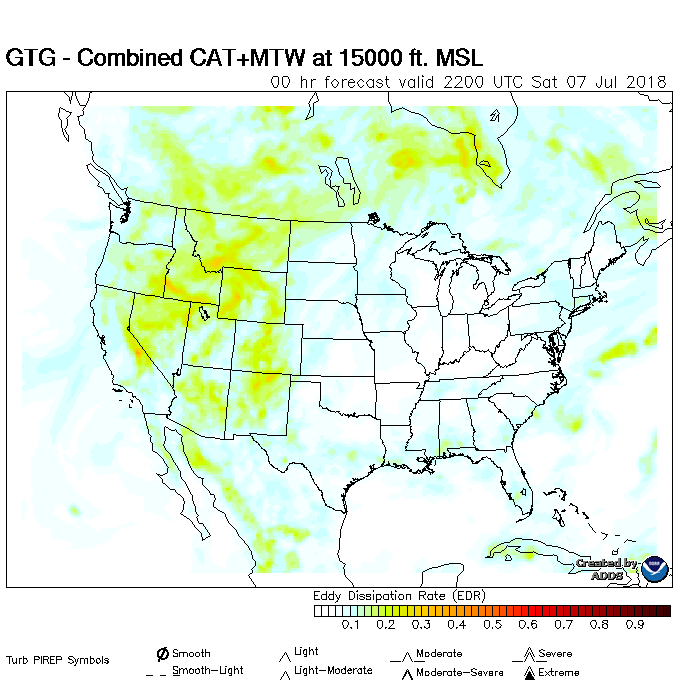 GTG - Combined CAT+MTW at 15000 ft. MSL
00 hr forecast valid 2200 UTC Sat 07 Jul 2018
Created by
ADDS
Eddy Dissipation Rate (EDR)
0.1 0.2 0.3 0.4 0.5 0.6 0.7 0.8 0.9
Turb PIREP Symbols
Smooth Light Moderate Severe
Smooth-Light Light-Moderate Moderate-Severe Extreme